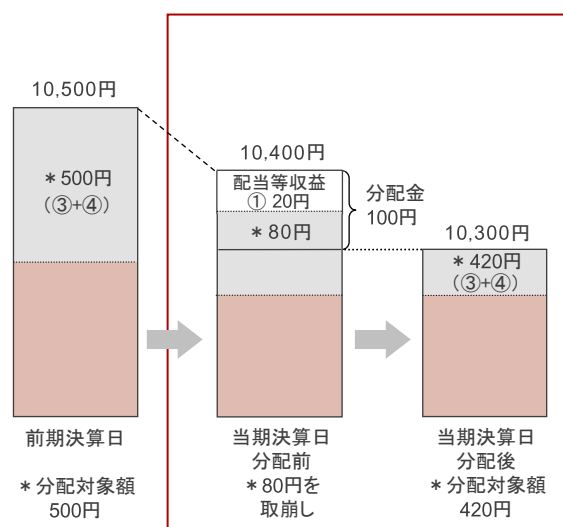 10,500円
＊500円
（③+④）
前期決算日
＊分配対象額
500円
10,400円
配当等収益
① 20円
＊80円
分配金
100円
当期決算日
分配前
＊80円を
取崩し
10,300円
＊420円
（③+④）
当期決算日
分配後
＊分配対象額
420円